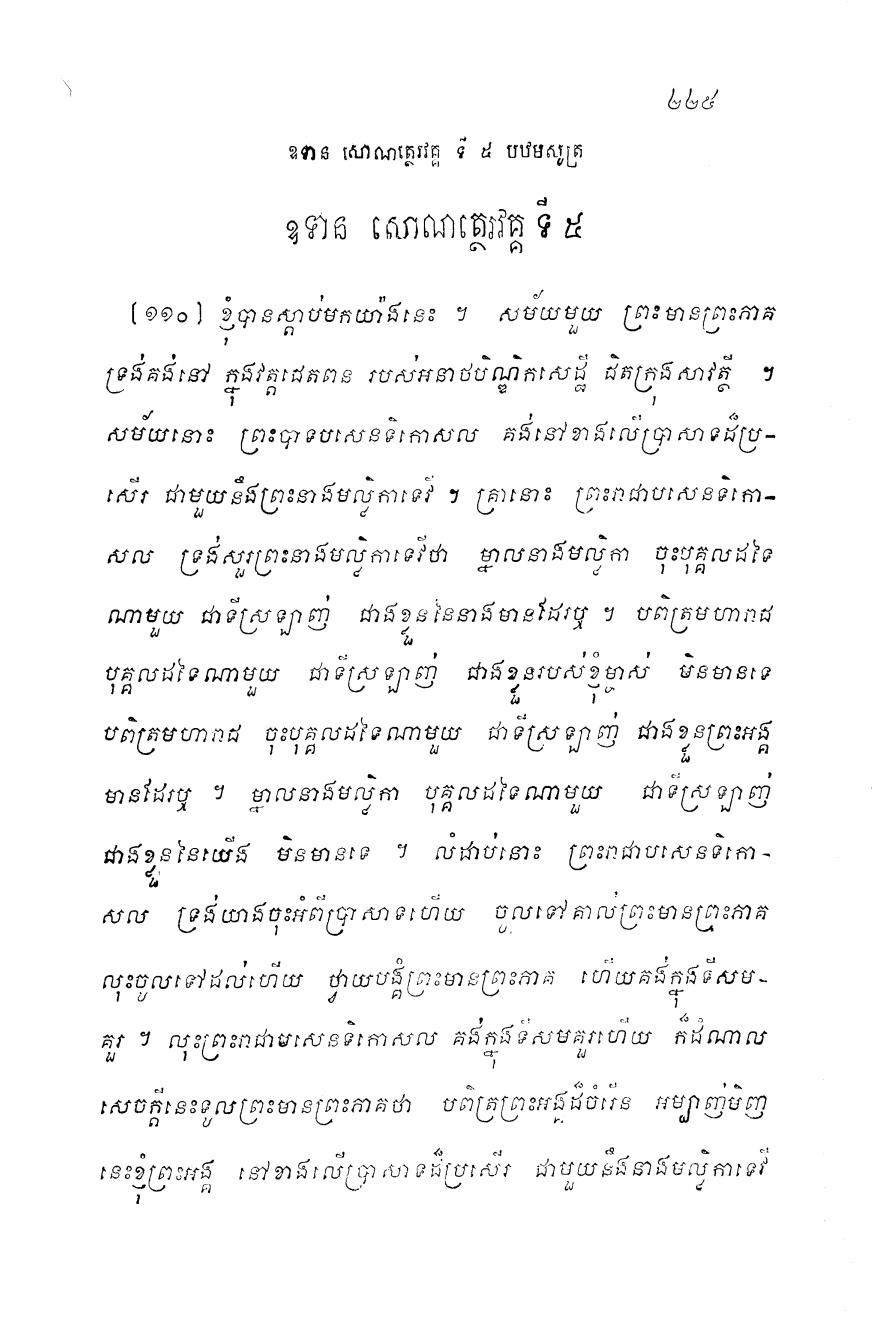 ២២៥
ឧទាន សោណត្ថេរវគ្គ ទី ៥ បឋមសូត្រ
ឧទាន សោណត្ថេរវគ្គ ទី ៥
[១១០] ខ្ញុំបានស្តាប់មកយ៉ាងនេះ ។ សម័យមួយ ព្រះមានព្រះភាគ
ទ្រង់គង់នៅ ក្នុងវត្តជេតពន របស់អនាថបិណ្ឌិកសេដ្ឋី ជិតក្រុងសាវត្ថី ។
សម័យនោះ ព្រះបាទបសេនទិកោសល គង់នៅខាងលើប្រាសាទដ៏ប្រ-
សើរ ជាមួយនឹងព្រះនាងមល្លិកាទេវី ។ គ្រានោះ ព្រះរាជាបសេនទិកោ-
សល ទ្រង់សួរព្រះនាងមល្លិកាទេវីថា ម្នាលនាងមល្លិកា ចុះបុគ្គលដទៃ
ណាមួយ ជាទីស្រឡាញ់ ជាងខ្លួននៃនាងមានដែរឬ ។ បពិត្រមហារាជ
បុគ្គលដទៃណាមួយ ជាទីស្រឡាញ់ ជាងខ្លួនរបស់ខ្ញុំម្ចាស់ មិនមានទេ
បពិត្រមហារាជ ចុះបុគ្គលដទៃណាមួយ ជាទីស្រឡាញ់ ជាងខ្លួនព្រះអង្គ
មានដែរឬ ។ ម្នាលនាងមល្លិកា បុគ្គលដទៃណាមួយ ជាទីស្រឡាញ់
ជាងខ្លួននៃយើង មិនមានទេ ។ លំដាប់នោះ ព្រះរាជាបសេនទិកោ-
សល ទ្រង់យាងចុះអំពីប្រាសាទហើយ ចូលទៅគាល់ព្រះមានព្រះភាគ
លុះចូលទៅដល់ហើយ ថ្វាយបង្គំព្រះមានព្រះភាគ ហើយគង់ក្នុងទីសម-
គួរ ។ លុះព្រះរាជាបសេនទិកោសល គង់ក្នុងទីសមគួរហើយ ក៏ដំណាល
សេចក្តីនេះទូលព្រះមានព្រះភាគថា បពិត្រព្រះអង្គដ៏ចំរើន អម្បាញ់មិញ
នេះខ្ញុំព្រះអង្គ នៅខាងលើប្រាសាទដ៏ប្រសើរ ជាមួយនឹងនាងមល្លិកាទេវី